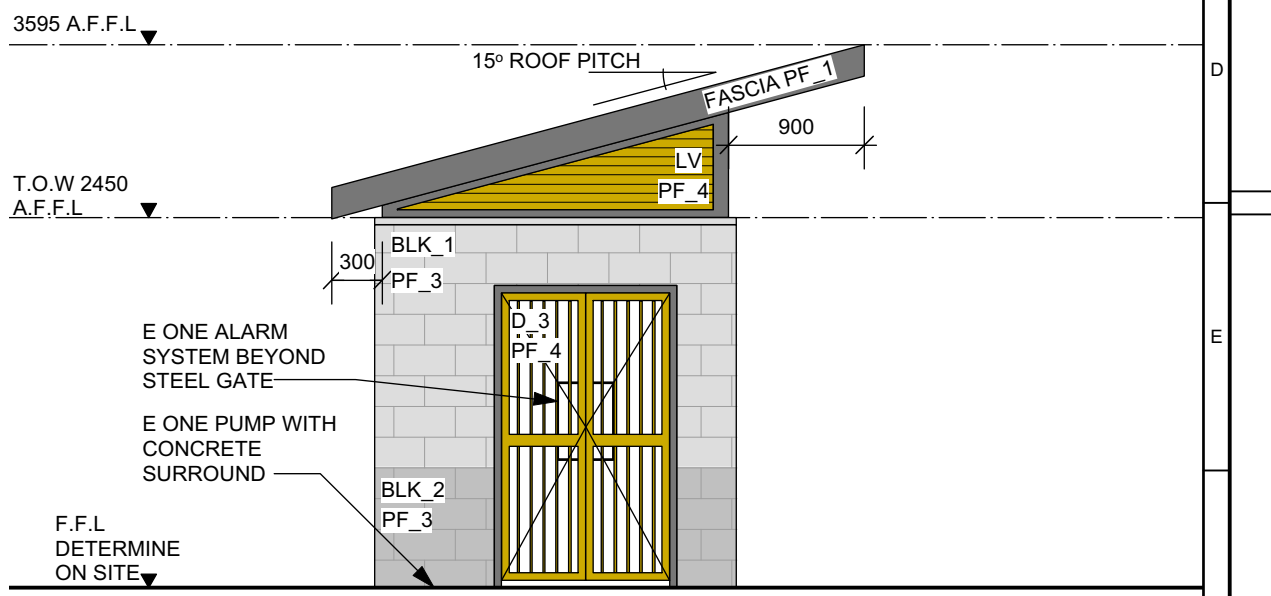 3595 A.F.F.L
15º ROOF PITCH
FASCIA PF_1
D
900
LV
PF_4
T.O.W 2450
A.F.F.L
BLK_1
300
PF_3
D_3
PF_4
E ONE ALARM
SYSTEM BEYOND
STEEL GATE
E
E ONE PUMP WITH
CONCRETE
SURROUND
BLK_2
PF_3
F.F.L
DETERMINE
ON SITE